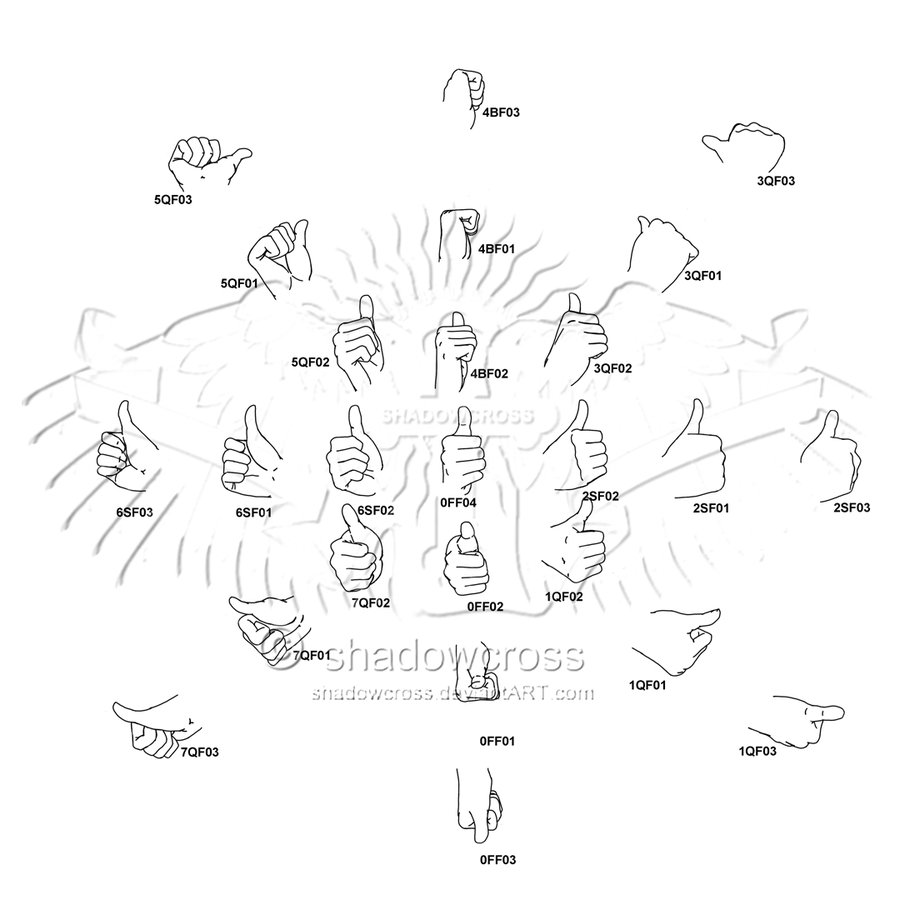 4BF03
5QF03
3QF03
4BF01
5QF01
3QF01
5QF02
4BF02
3QF02
SHADOWCROSS
6SF03
6SF01
6SF02
0FF04
2SF02
2SF01
2SF03
7QF02
0FF02
1QF02
7QF01
© shadowcross
1QF01
shadowcross.deviantART.com
0FF01
7QF03
1QF03
0FF03